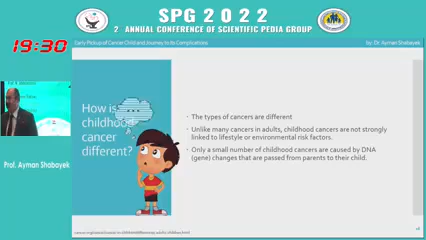 SPG 2022
2 ANNUAL CONFERENCE OF SCIENTIFIC PEDIA GROUP
19:30
Early Pickup of Cancer Child and Journey to its Complications
by: Dr. Ayman Shabayek
How is
childhood
cancer
different?
• The types of cancers are different
• Unlike many cancers in adults, childhood cancers are not strongly
linked to lifestyle or environmental risk factors.
• Only a small number of childhood cancers are caused by DNA
(gene) changes that are passed from parents to their child.
Prof. Ayman Shabayek